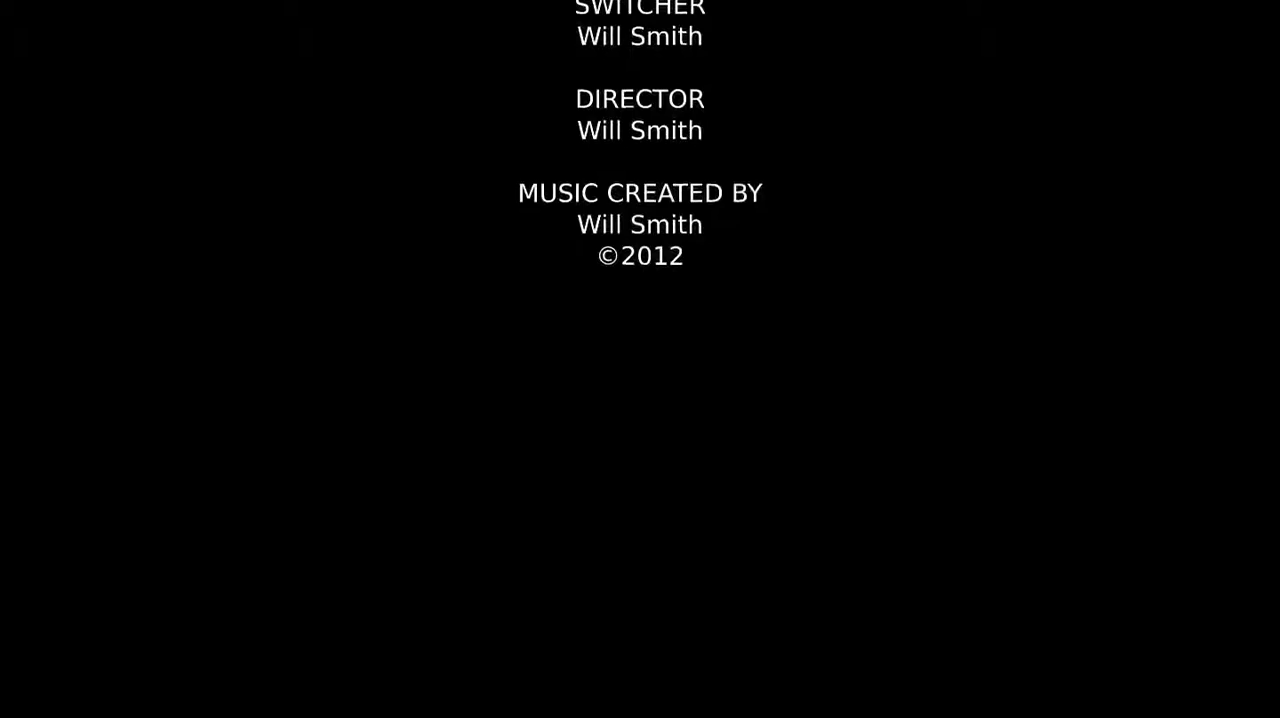 SWITCHER
Will Smith
DIRECTOR
Will Smith
MUSIC CREATED BY
Will Smith
©2012